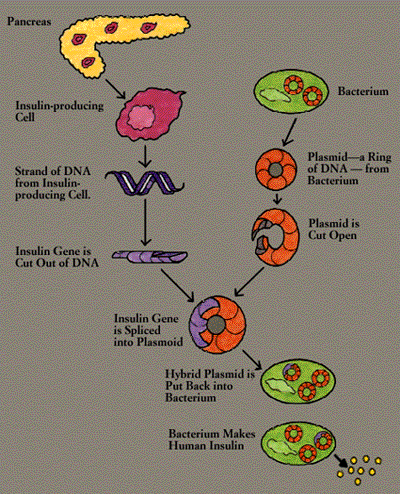 Pancreas
Insulin-producing
Cell
Strand of DNA
from Insulin-
producing Cell.
Insulin Gene is
Cut Out of DNA
Bacterium
Plasmid—a Ring
of DNA — from
Bacterium
Plasmid is
Cut Open
Insulin Gene
is Spliced
into Plasmoid
Hybrid Plasmid is
Put Back into
Bacterium
Bacterium Makes
Human Insulin